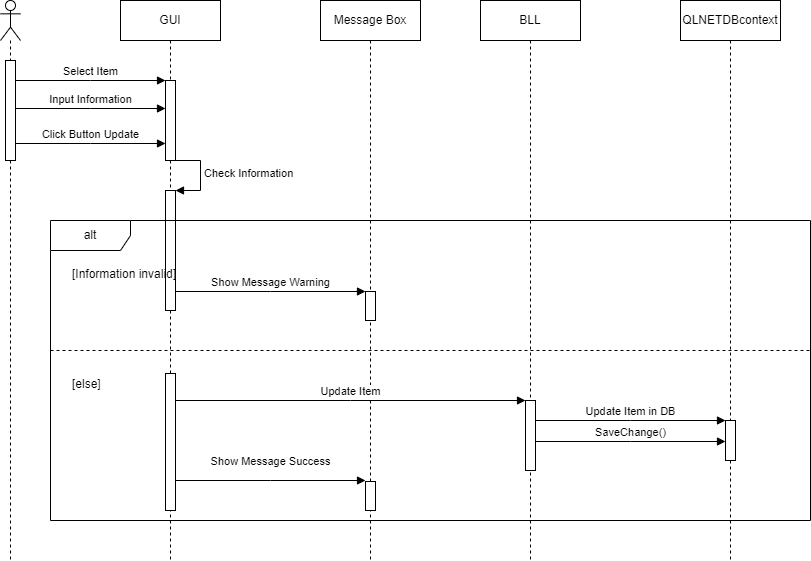 GUI
Message Box
BLL
QLNETDBcontext
Select Item
Input Information
Click Button Update
Check Information
alt
[Information invalid]
Show Message Warning
[else]
Update Item
Update Item in DB
SaveChange()
Show Message Success